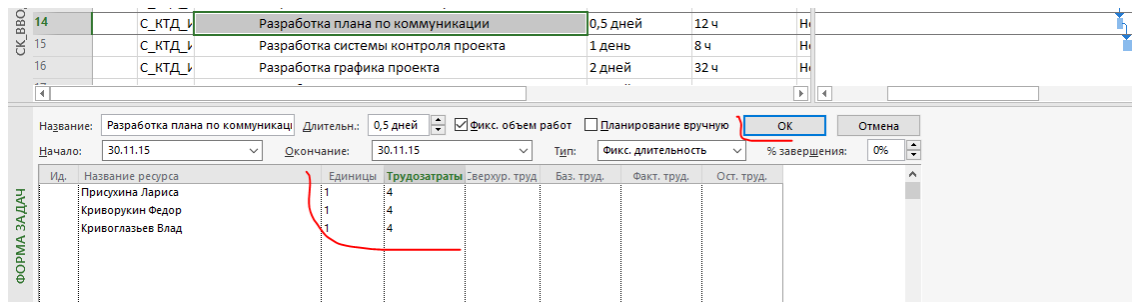 СК_ВВО
14 С_КТД_И Разработка плана по коммуникации 0,5 дней 12 ч
15 С_КТД_И Разработка системы контроля проекта 1 день 8 ч
16 С_КТД_И Разработка графика проекта 2 дней 32 ч
Название: Разработка плана по коммуникаци Длительн.: 0,5 дней Фикс. объем работ Планирование вручную ОК Отмена
Начало: 30.11.15 Окончание: 30.11.15 Тип: Фикс. длительность % завершения: 0%
Ид. Название ресурса Единицы Трудозатраты Сверхур. труд Баз. труд. Факт. труд. Ост. труд.
Присухина Лариса 1 4
Криворукин Федор 1 4
Кривоглазьев Влад 1 4
ФОРМА ЗАДАЧ